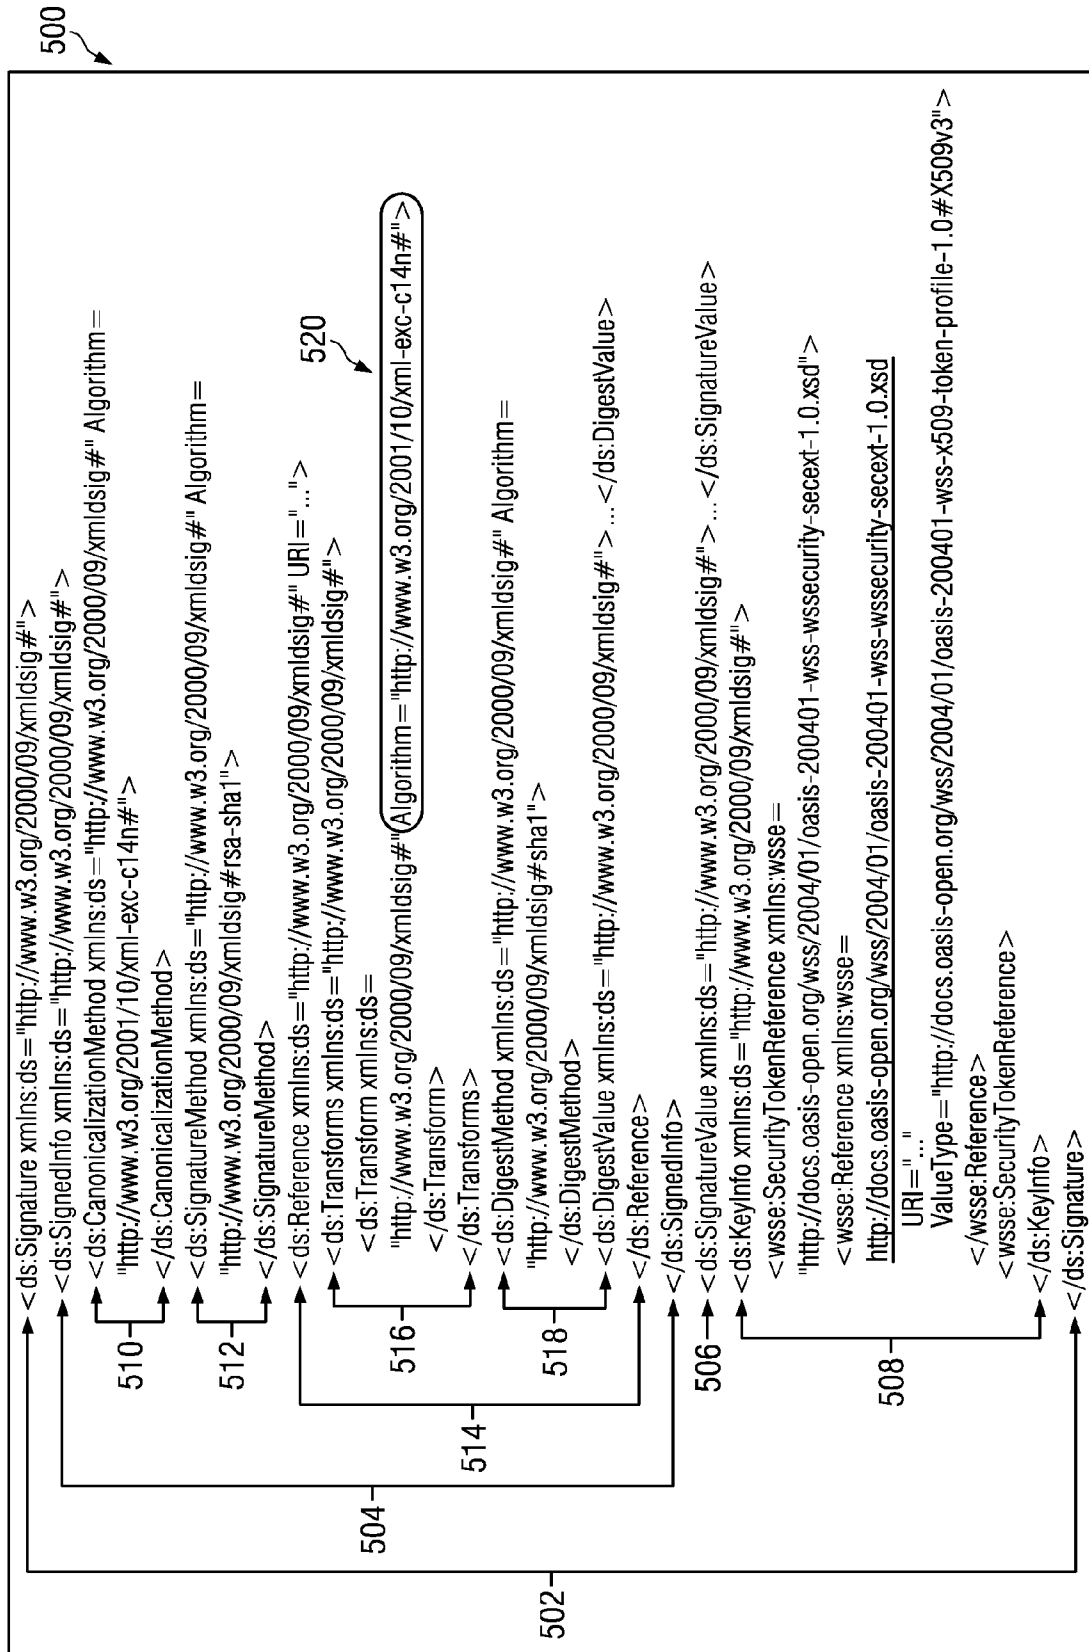 500
<ds:Signature xmlns:ds="http://www.w3.org/2000/09/xmldsig#">
<ds:SignedInfo xmlns:ds="http://www.w3.org/2000/09/xmldsig#">
<ds:CanonicalizationMethod xmlns:ds="http://www.w3.org/2000/09/xmldsig#" Algorithm=
"http://www.w3.org/2001/10/xml-exc-c14n#">
</ds:CanonicalizationMethod>
<ds:SignatureMethod xmlns:ds="http://www.w3.org/2000/09/xmldsig#" Algorithm=
"http://www.w3.org/2000/09/xmldsig#rsa-sha1">
</ds:SignatureMethod>
<ds:Reference xmlns:ds="http://www.w3.org/2000/09/xmldsig#" URI="...">
<ds:Transforms xmlns:ds="http://www.w3.org/2000/09/xmldsig#">
<ds:Transform xmlns:ds=
"http://www.w3.org/2000/09/xmldsig#" Algorithm="http://www.w3.org/2001/10/xml-exc-c14n#">
</ds:Transform>
</ds:Transforms>
<ds:DigestMethod xmlns:ds="http://www.w3.org/2000/09/xmldsig#" Algorithm=
"http://www.w3.org/2000/09/xmldsig#sha1">
</ds:DigestMethod>
<ds:DigestValue xmlns:ds="http://www.w3.org/2000/09/xmldsig#">...</ds:DigestValue>
</ds:Reference>
</ds:SignedInfo>
<ds:SignatureValue xmlns:ds="http://www.w3.org/2000/09/xmldsig#">...</ds:SignatureValue>
<ds:KeyInfo xmlns:ds="http://www.w3.org/2000/09/xmldsig#">
<wsse:SecurityTokenReference xmlns:wsse=
"http://docs.oasis-open.org/wss/2004/01/oasis-200401-wss-wssecurity-secext-1.0.xsd">
<wsse:Reference xmlns:wsse=
http://docs.oasis-open.org/wss/2004/01/oasis-200401-wss-wssecurity-secext-1.0.xsd
URI="..."
ValueType="http://docs.oasis-open.org/wss/2004/01/oasis-200401-wss-x509-token-profile-1.0#X509v3">
</wsse:Reference>
<wsse:SecurityTokenReference>
</ds:KeyInfo>
</ds:Signature>
510
512
520
516
518
514
504
506
508
502